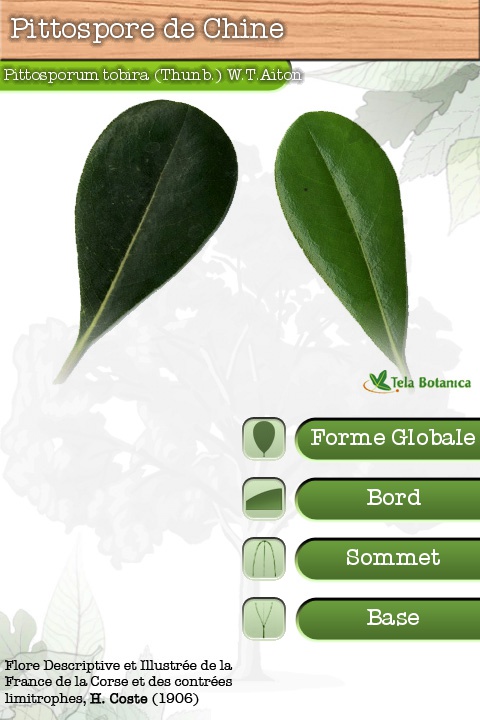 Pittospore de Chine
Pittosporum tobira (Thunb.) W.T.Aiton
Tela Botanica
Forme Globale
Bord
Sommet
Base
Flore Descriptive et Illustrée de la
France de la Corse et des contrées
limitrophes, H. Coste (1906)